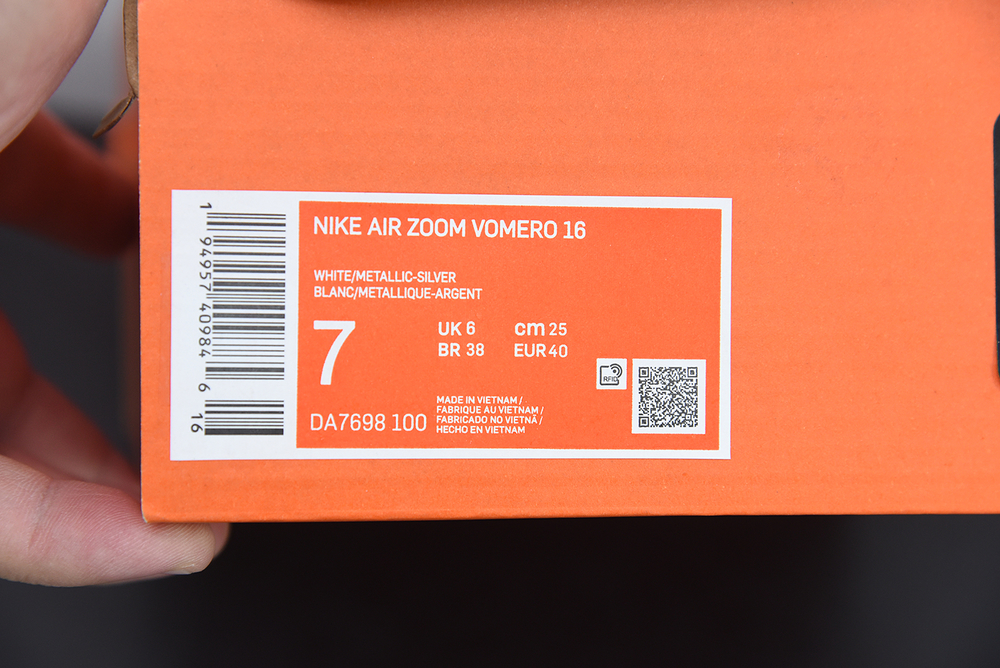 1 94957 40984 6 16
NIKE AIR ZOOM VOMERO 16
WHITE/METALLIC-SILVER
BLANC/METALLIQUE-ARGENT
7
UK 6 cm 25
BR 38 EUR 40
RFID
DA7698 100
MADE IN VIETNAM /
FABRIQUE AU VIETNAM /
FABRICADO NO VIETNÃ /
HECHO EN VIETNAM